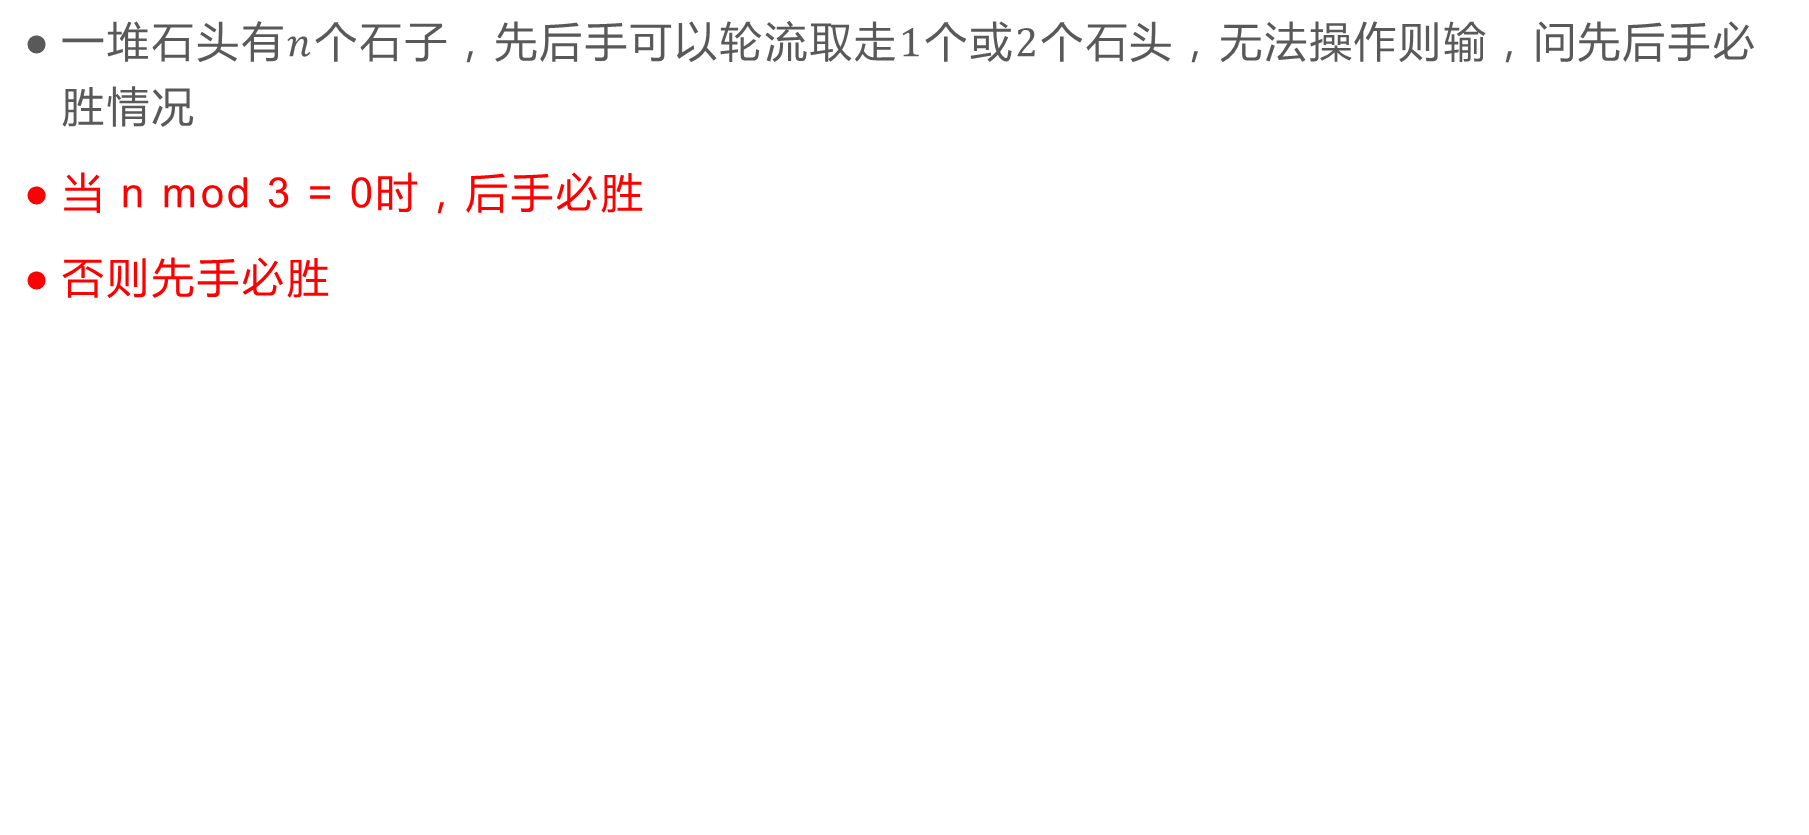 ● 一堆石头有n个石子，先后手可以轮流取走1个或2个石头，无法操作则输，问先后手必
胜情况
● 当 n mod 3 = 0时，后手必胜
● 否则先手必胜